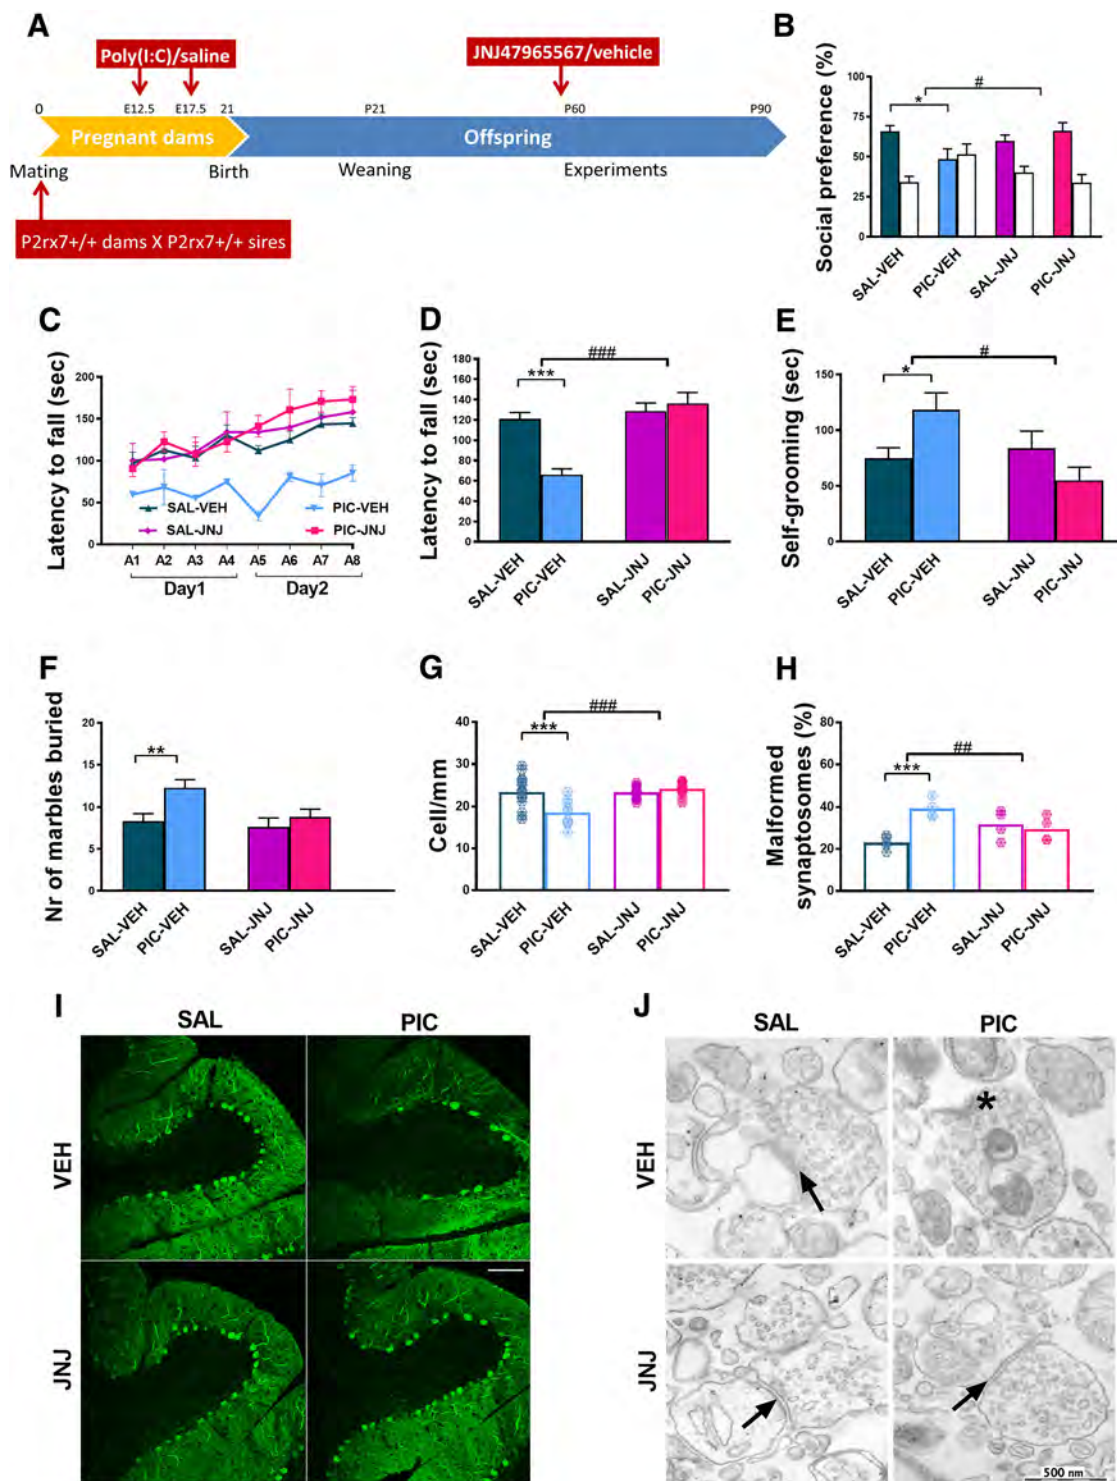 A
Poly(I:C)/saline
JNJ47965567/vehicle
0 E12.5 E17.5 21 P21 P60 P90
Pregnant dams Offspring
Mating Birth Weaning Experiments
P2rx7+/+ dams X P2rx7+/+ sires
B
Social preference (%)
100
75
50
25
0
*
#
SAL-VEH PIC-VEH SAL-JNJ PIC-JNJ
C
Latency to fall (sec)
200
150
100
50
0
SAL-VEH PIC-VEH
SAL-JNJ PIC-JNJ
A1 A2 A3 A4 A5 A6 A7 A8
Day1 Day2
D
Latency to fall (sec)
180
160
140
120
100
80
60
40
20
0
***
###
SAL-VEH PIC-VEH SAL-JNJ PIC-JNJ
E
Self-grooming (sec)
150
100
50
0
*
#
SAL-VEH PIC-VEH SAL-JNJ PIC-JNJ
F
Nr of marbles buried
20
15
10
5
0
**
SAL-VEH PIC-VEH SAL-JNJ PIC-JNJ
G
Cell/mm
40
30
20
10
0
***
###
SAL-VEH PIC-VEH SAL-JNJ PIC-JNJ
H
Malformed
synaptosomes (%)
80
60
40
20
0
***
##
SAL-VEH PIC-VEH SAL-JNJ PIC-JNJ
I
SAL PIC
VEH
JNJ
J
SAL PIC
VEH
*
JNJ
500 nm